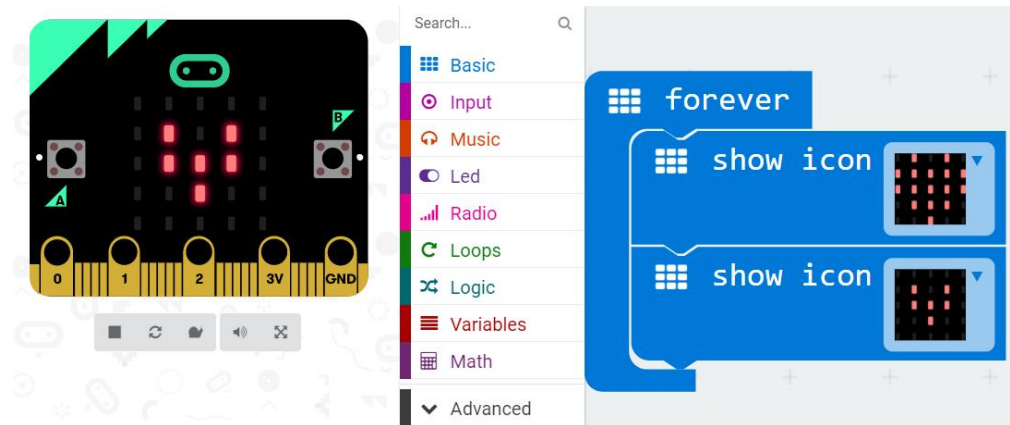 B
A
0 1 2 3V GND
Search...
Basic
Input
Music
Led
Radio
Loops
Logic
Variables
Math
Advanced
forever
show icon
show icon